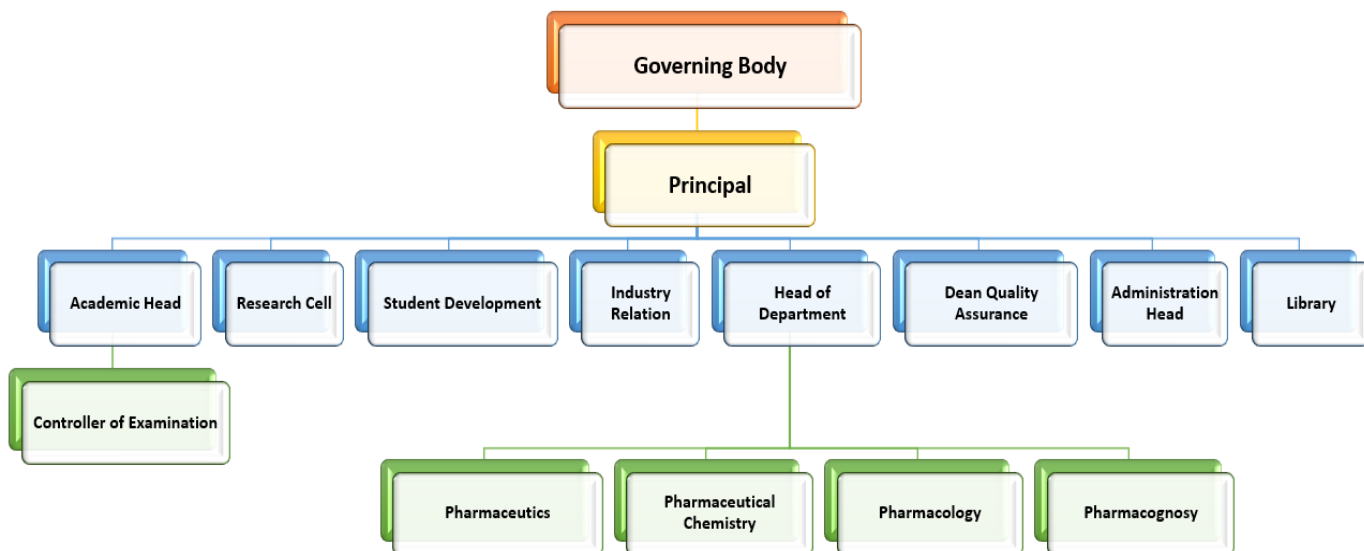 Governing Body
Principal
Academic Head
Research Cell
Student Development
Industry
Relation
Head of
Department
Dean Quality
Assurance
Administration
Head
Library
Controller of Examination
Pharmaceutics
Pharmaceutical
Chemistry
Pharmacology
Pharmacognosy